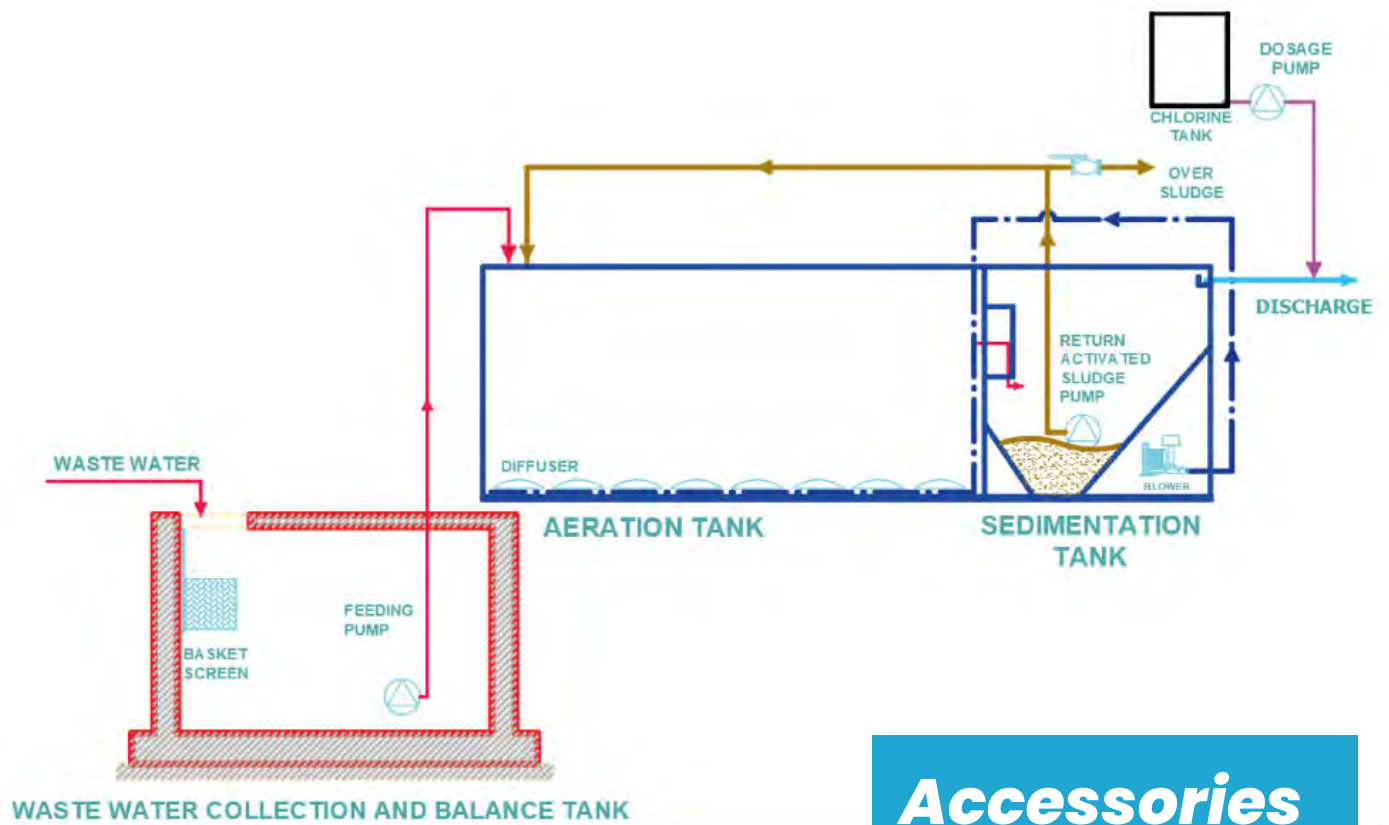 DOSAGE
PUMP
CHLORINE
TANK
OVER
SLUDGE
DISCHARGE
RETURN
ACTIVATED
SLUDGE
PUMP
WASTE WATER
DIFFUSER
BLOWER
AERATION TANK
SEDIMENTATION
TANK
FEEDING
PUMP
BASKET
SCREEN
WASTE WATER COLLECTION AND BALANCE TANK
Accessories